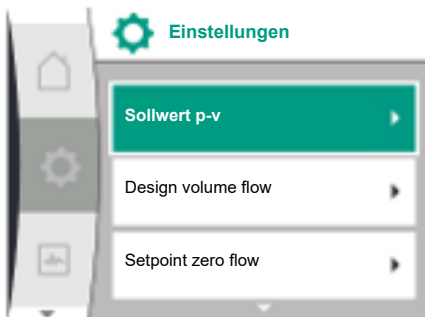 Einstellungen
Sollwert p-v
Design volume flow
Setpoint zero flow